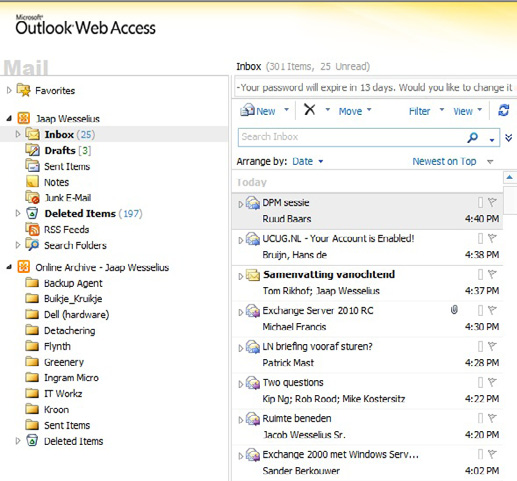 Microsoft®
Outlook Web Access
Mail
Favorites
Jaap Wesselius
Inbox (25)
Drafts [3]
Sent Items
Notes
Junk E-Mail
Deleted Items (197)
RSS Feeds
Search Folders
Online Archive - Jaap Wesselius
Backup Agent
Buikje_Kruikje
Dell (hardware)
Detachering
Flynth
Greenery
Ingram Micro
IT Workz
Kroon
Sent Items
Deleted Items
Inbox (301 Items, 25 Unread)
-Your password will expire in 13 days. Would you like to change it
New Move Filter View
Search Inbox
Arrange by: Date Newest on Top
Today
DPM sessie
Ruud Baars 4:40 PM
UCUG.NL - Your Account is Enabled!
Bruijn, Hans de 4:38 PM
Samenvatting vanochtend
Tom Rikhof; Jaap Wesselius 4:37 PM
Exchange Server 2010 RC
Michael Francis 4:30 PM
LN briefing vooraf sturen?
Patrick Mast 4:28 PM
Two questions
Kip Ng; Rob Rood; Mike Kostersitz 4:22 PM
Ruimte beneden
Jacob Wesselius Sr. 4:20 PM
Exchange 2000 met Windows Serv...
Sander Berkouwer 4:02 PM